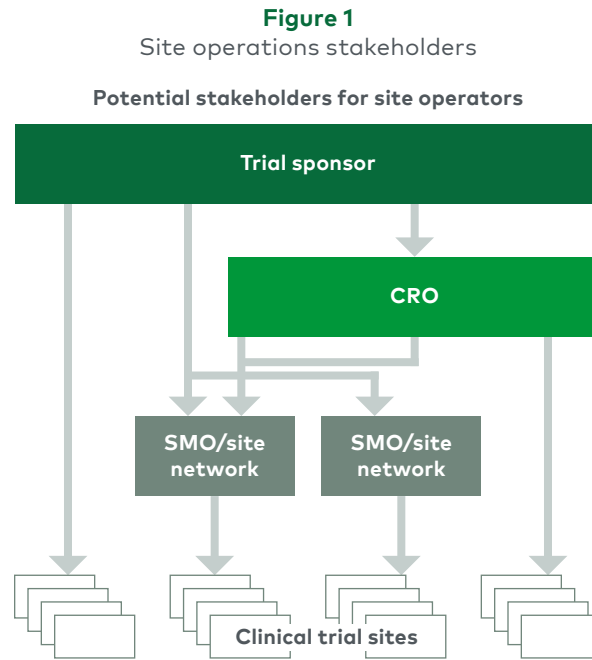 Figure 1
Site operations stakeholders
Potential stakeholders for site operators
Trial sponsor
CRO
SMO/site
network
SMO/site
network
Clinical trial sites